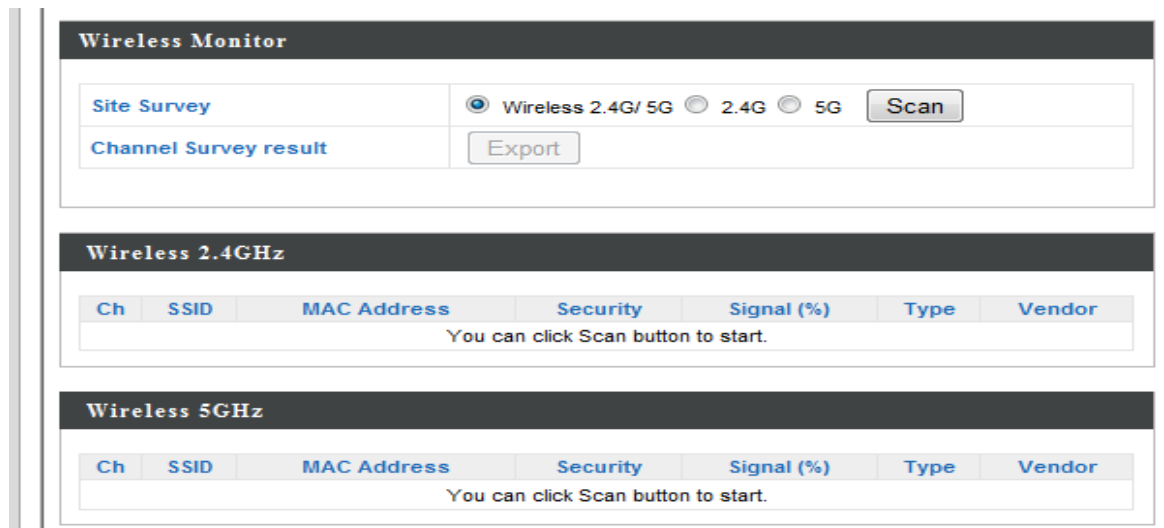 Wireless Monitor
Site Survey Wireless 2.4G/ 5G 2.4G 5G Scan
Channel Survey result Export
Wireless 2.4GHz
Ch SSID MAC Address Security Signal (%) Type Vendor
You can click Scan button to start.
Wireless 5GHz
Ch SSID MAC Address Security Signal (%) Type Vendor
You can click Scan button to start.